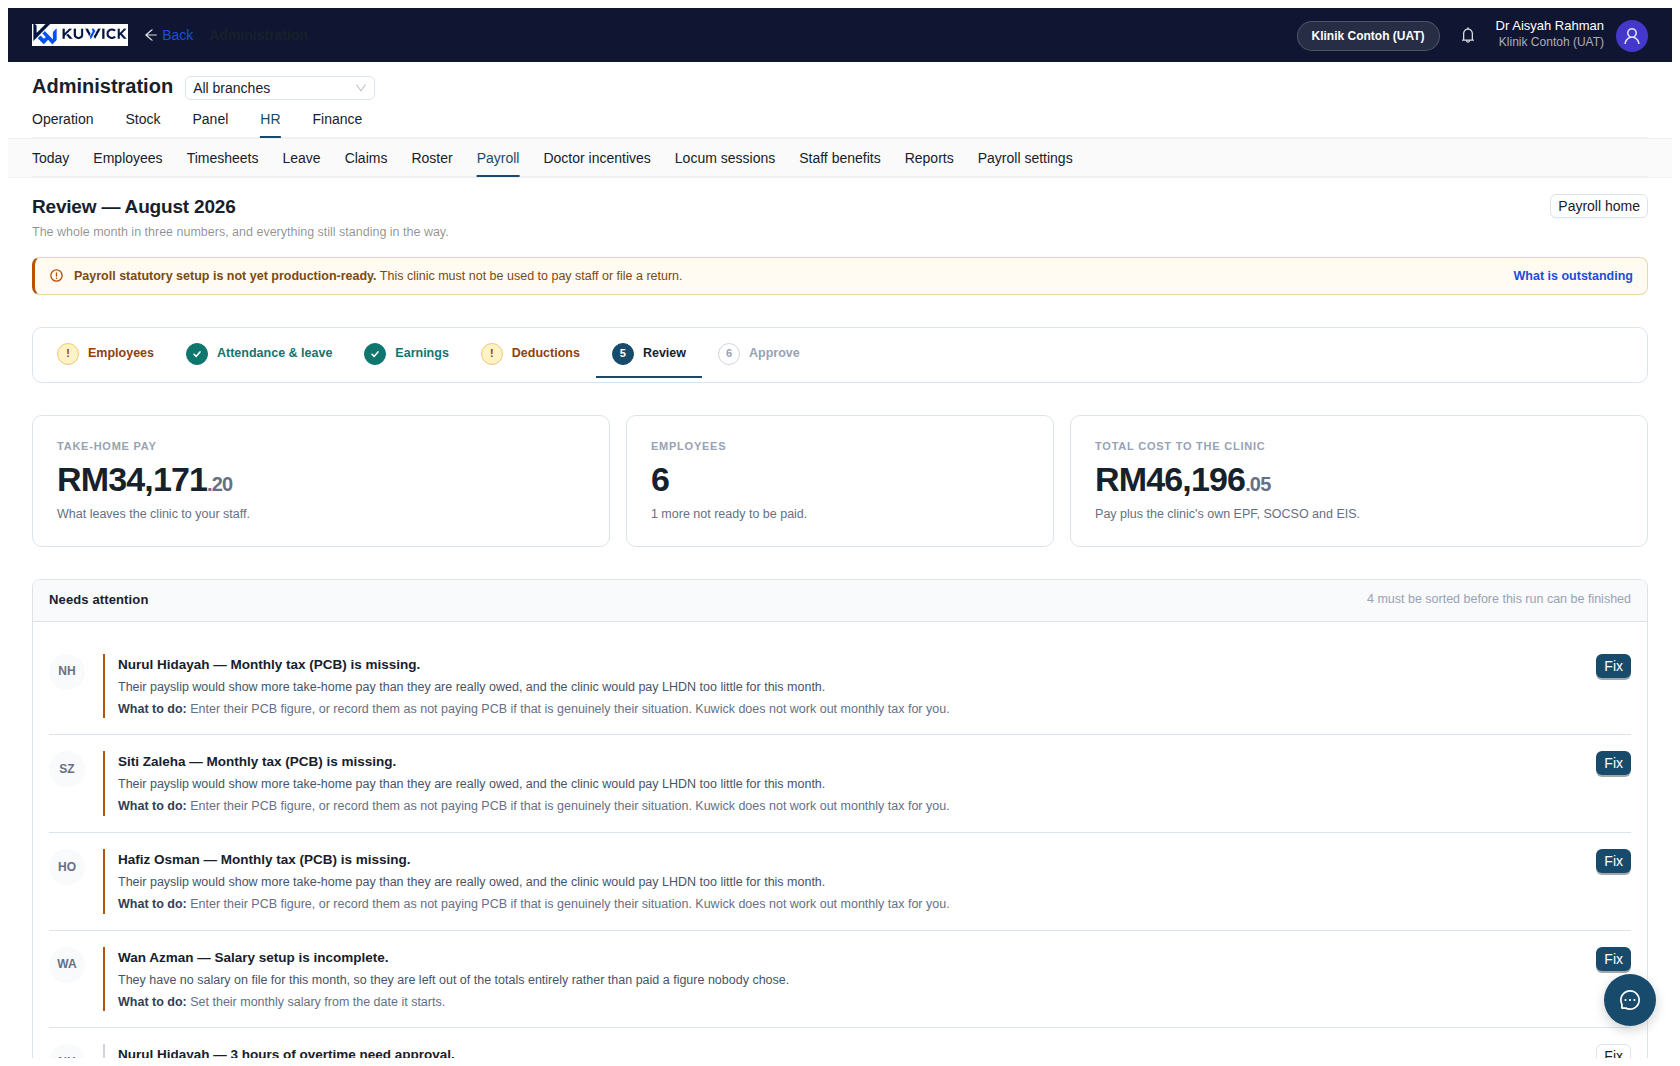 KUWICK
Back Administration
Klinik Contoh (UAT)
Dr Aisyah Rahman
Klinik Contoh (UAT)
Administration
All branches
Operation Stock Panel HR Finance
Today Employees Timesheets Leave Claims Roster Payroll Doctor incentives Locum sessions Staff benefits Reports Payroll settings
Review — August 2026
Payroll home
The whole month in three numbers, and everything still standing in the way.
Payroll statutory setup is not yet production-ready. This clinic must not be used to pay staff or file a return.
What is outstanding
! Employees Attendance & leave Earnings ! Deductions 5 Review 6 Approve
TAKE-HOME PAY
RM34,171.20
What leaves the clinic to your staff.
EMPLOYEES
6
1 more not ready to be paid.
TOTAL COST TO THE CLINIC
RM46,196.05
Pay plus the clinic's own EPF, SOCSO and EIS.
Needs attention
4 must be sorted before this run can be finished
NH
Nurul Hidayah — Monthly tax (PCB) is missing.
Their payslip would show more take-home pay than they are really owed, and the clinic would pay LHDN too little for this month.
What to do: Enter their PCB figure, or record them as not paying PCB if that is genuinely their situation. Kuwick does not work out monthly tax for you.
Fix
SZ
Siti Zaleha — Monthly tax (PCB) is missing.
Their payslip would show more take-home pay than they are really owed, and the clinic would pay LHDN too little for this month.
What to do: Enter their PCB figure, or record them as not paying PCB if that is genuinely their situation. Kuwick does not work out monthly tax for you.
Fix
HO
Hafiz Osman — Monthly tax (PCB) is missing.
Their payslip would show more take-home pay than they are really owed, and the clinic would pay LHDN too little for this month.
What to do: Enter their PCB figure, or record them as not paying PCB if that is genuinely their situation. Kuwick does not work out monthly tax for you.
Fix
WA
Wan Azman — Salary setup is incomplete.
They have no salary on file for this month, so they are left out of the totals entirely rather than paid a figure nobody chose.
What to do: Set their monthly salary from the date it starts.
Fix
Nurul Hidayah — 3 hours of overtime need approval.
Fix